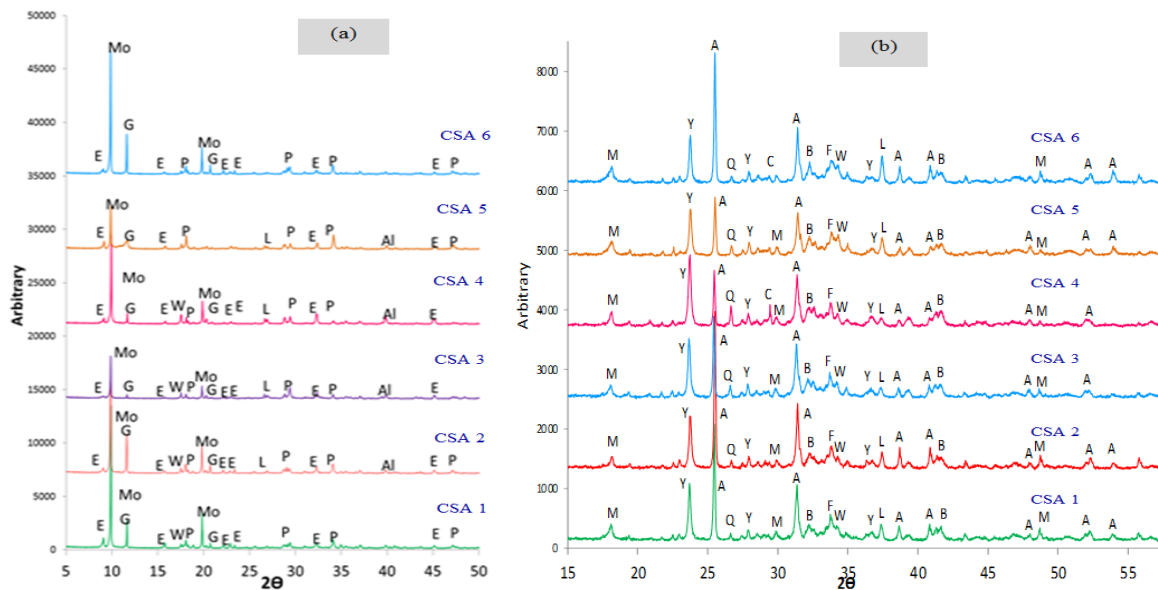 (a)
50000
45000
40000
35000
30000
25000
20000
15000
10000
5000
0
Arbitrary
Mo
G Mo
E E P G E E P E P E P
CSA 6
Mo
E G E P L P E Al E P
CSA 5
Mo
E G E W P Mo G E E L P E Al E
CSA 4
Mo
E G E W P Mo G E E L P E P Al E
CSA 3
Mo
E G E W P Mo G E E L P E P Al E P
CSA 2
Mo
E G E W P Mo G E E P E P E P
CSA 1
5 10 15 20 25 30 35 40 45 50
2Ɵ
(b)
8000
7000
6000
5000
4000
3000
2000
1000
0
Arbitrary
M Y A Q Y C A B F W Y L A A B M A A
CSA 6
M Y A Q Y M A B F W Y L A A B A M A A
CSA 5
M Y A Q Y C M A B F W Y L A A B A M A
CSA 4
M Y A Q Y M A B F W Y L A A B A M A
CSA 3
M Y A Q Y M A B F W Y L A A B A M A A
CSA 2
M Y A Q Y M A B F W Y L A A B A M A A
CSA 1
15 20 25 30 35 40 45 50 55
2Ɵ